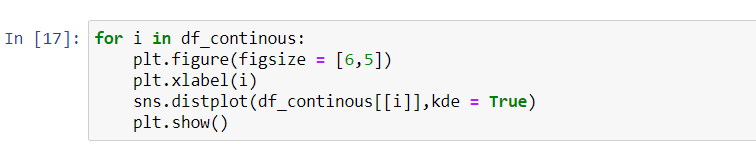 In [17]: for i in df_continous:
plt.figure(figsize = [6,5])
plt.xlabel(i)
sns.distplot(df_continous[[i]],kde = True)
plt.show()